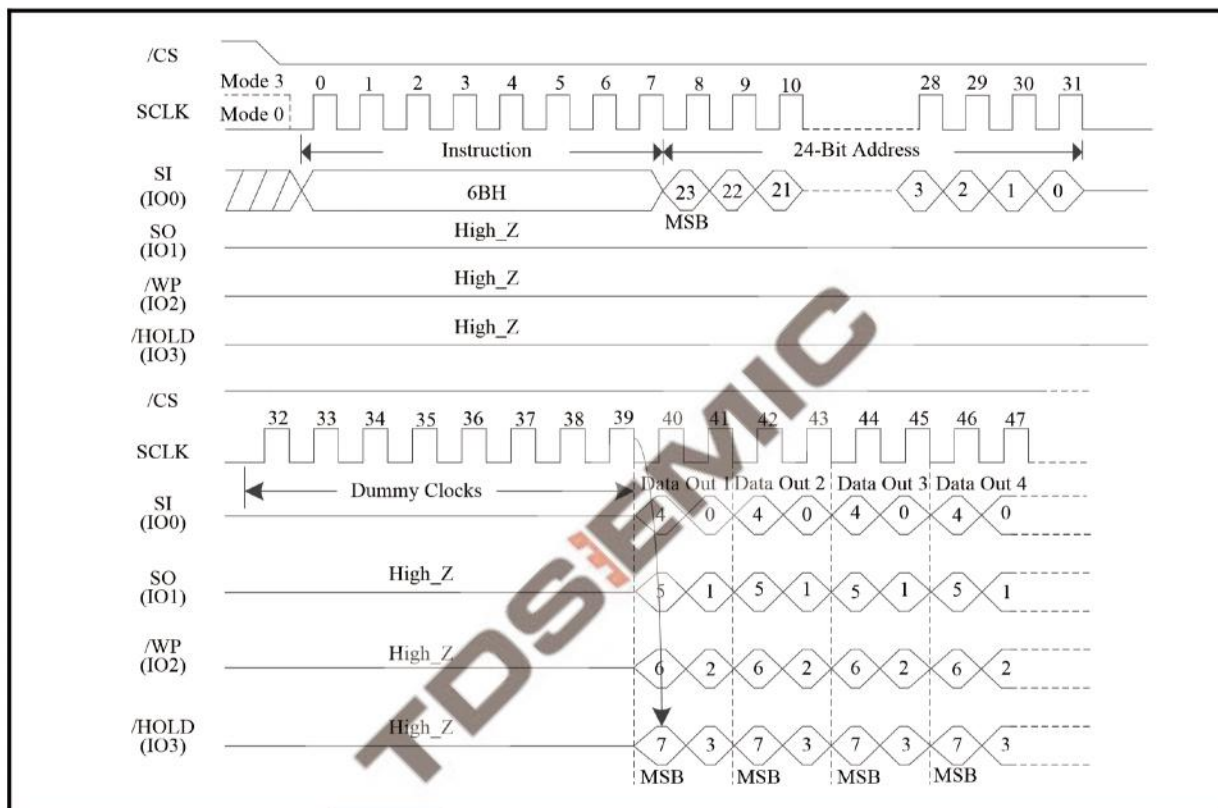 /CS
Mode 3 0 1 2 3 4 5 6 7 8 9 10 28 29 30 31
SCLK Mode 0
Instruction 24-Bit Address
SI
(IO0) 6BH 23 22 21 3 2 1 0
MSB
SO
(IO1) High_Z
/WP
(IO2) High_Z
/HOLD
(IO3) High_Z
/CS
32 33 34 35 36 37 38 39 40 41 42 43 44 45 46 47
SCLK
Dummy Clocks Data Out 1 Data Out 2 Data Out 3 Data Out 4
SI
(IO0) 4 0 4 0 4 0 4 0
SO
(IO1) High_Z 5 1 5 1 5 1 5 1
/WP
(IO2) High_Z 6 2 6 2 6 2 6 2
/HOLD
(IO3) High_Z 7 3 7 3 7 3 7 3
MSB MSB MSB MSB
TDSEMIC